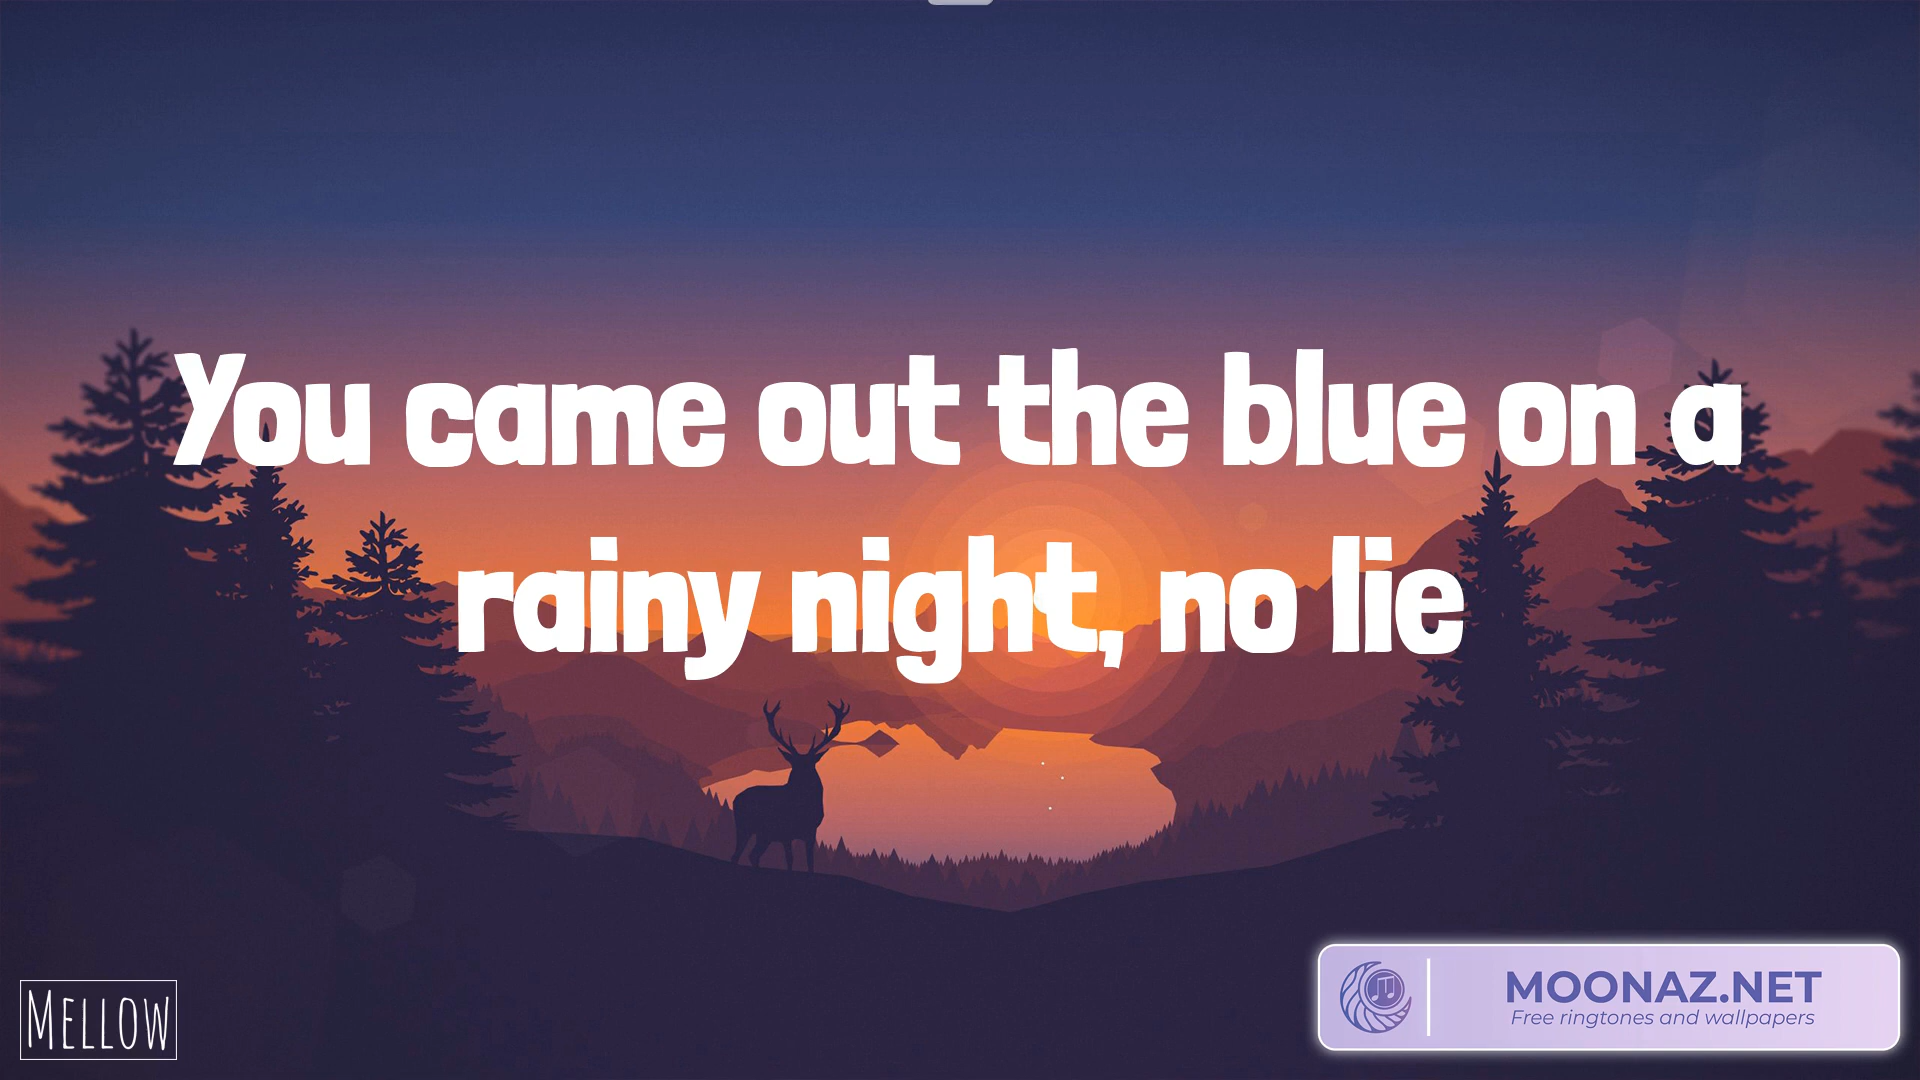 You came out the blue on a
rainy night, no lie
MELLOW
MOONAZ.NET
Free ringtones and wallpapers